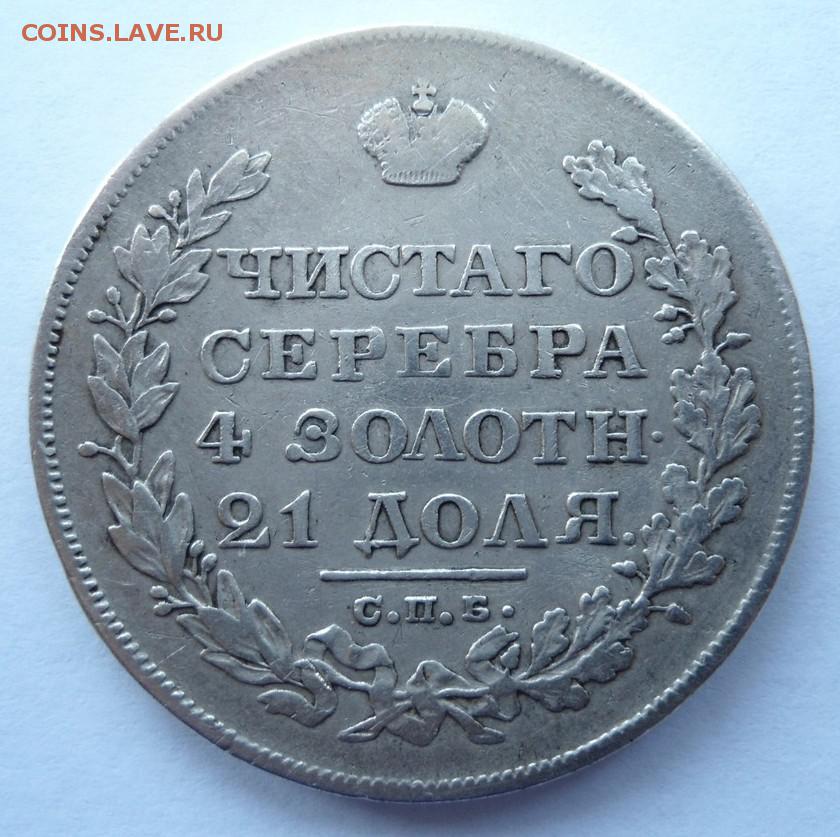 COINS.LAVE.RU
ЧИСТАГО
СЕРЕБРА
4 ЗОЛОТН.
21 ДОЛЯ.
С.П.Б.